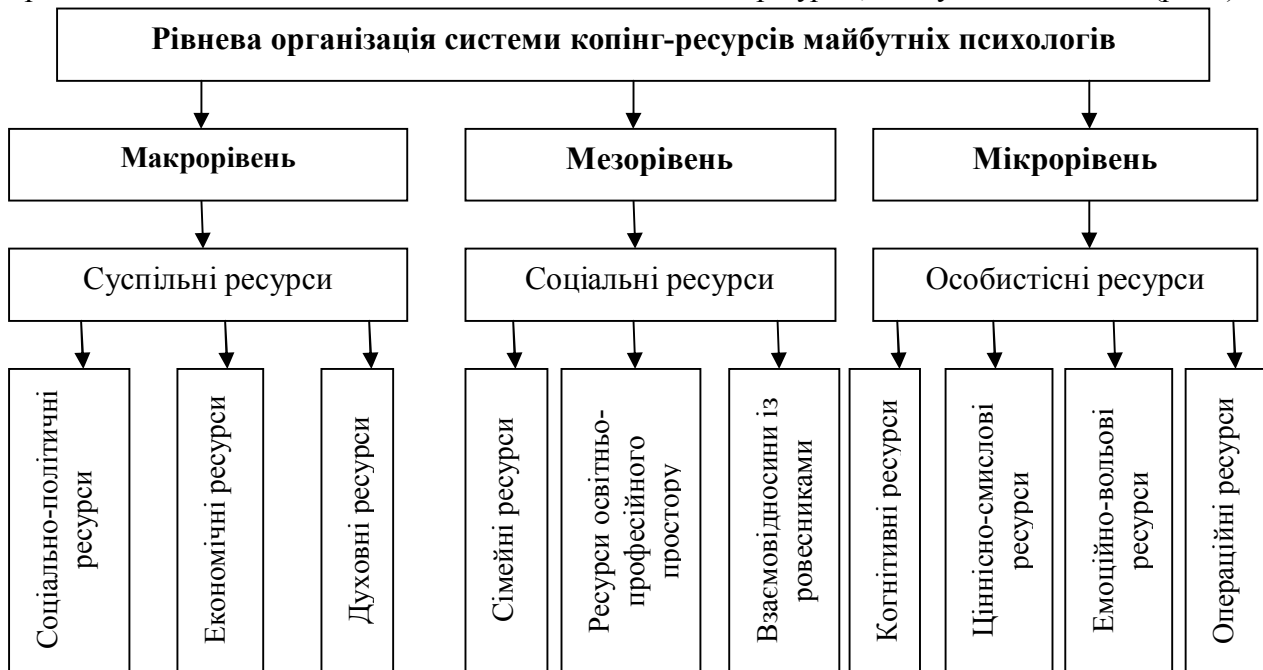 Рівнева організація системи копінг-ресурсів майбутніх психологів
Макрорівень
Мезорівень
Мікрорівень
Суспільні ресурси
Соціальні ресурси
Особистісні ресурси
Соціально-політичні
ресурси
Економічні ресурси
Духовні ресурси
Сімейні ресурси
Ресурси освітньо-
професійного
простору
Взаємовідносини із
ровесниками
Когнітивні ресурси
Ціннісно-смислові
ресурси
Емоційно-вольові
ресурси
Операційні ресурси